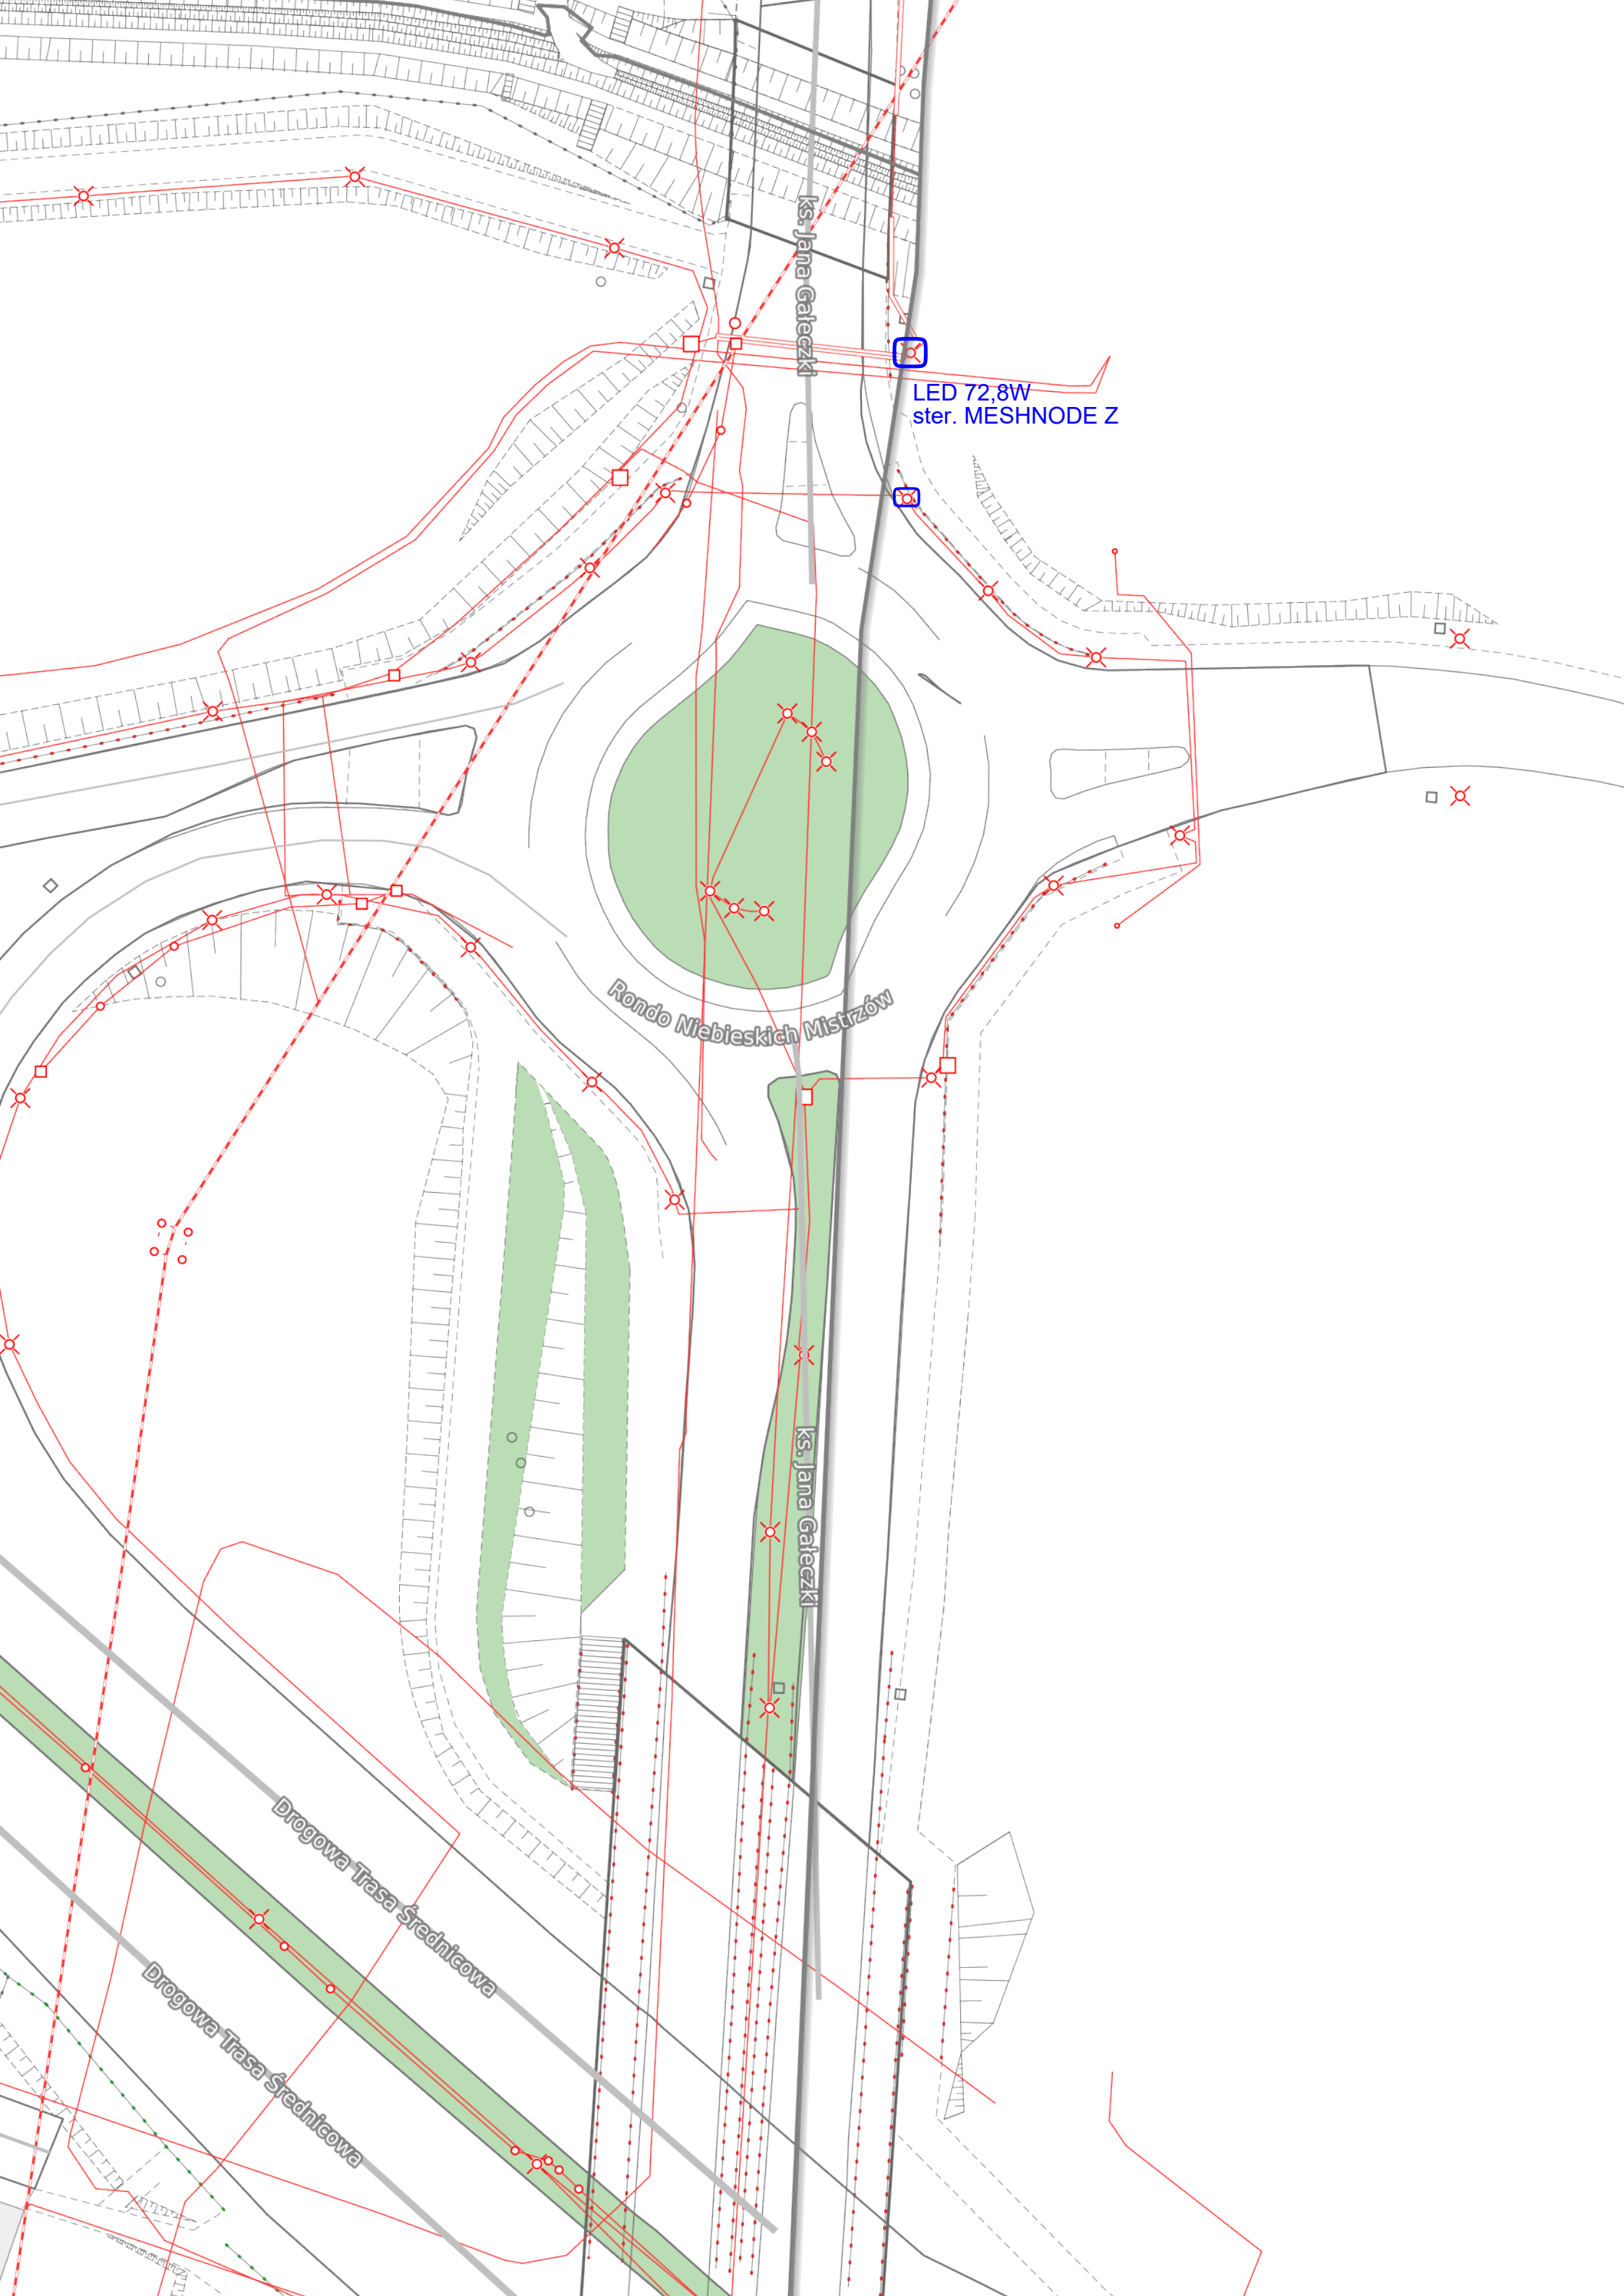 ks. Jana Gałeczki
LED 72,8W
ster. MESHNODE Z
Rondo Niebieskich Mistrzów
ks. Jana Gałeczki
Drogowa Trasa Średnicowa
Drogowa Trasa Średnicowa